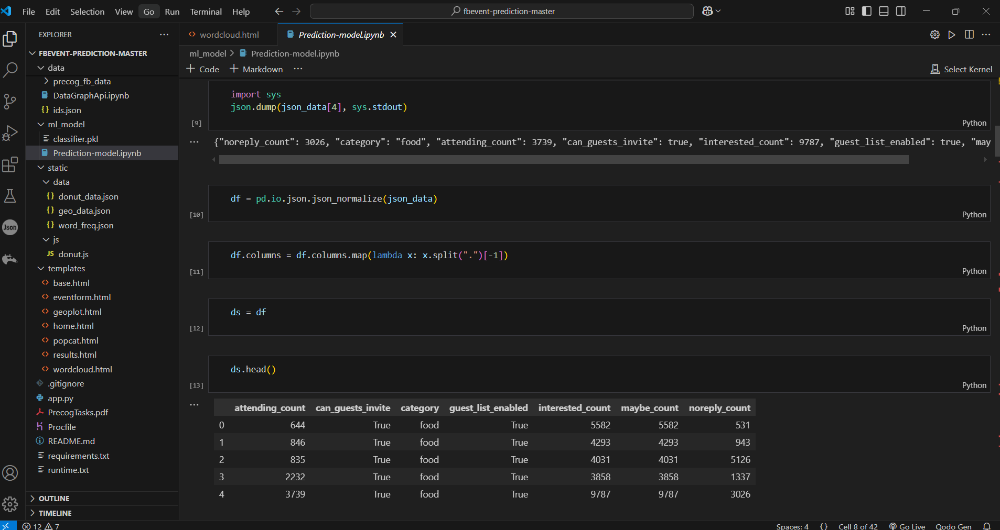 File Edit Selection View Go Run Terminal Help
fbevent-prediction-master
EXPLORER
FBEVENT-PREDICTION-MASTER
data
precog_fb_data
DataGraphApi.ipynb
{} ids.json
ml_model
classifier.pkl
Prediction-model.ipynb
static
data
{} donut_data.json
{} geo_data.json
{} word_freq.json
js
JS donut.js
templates
<> base.html
<> eventform.html
<> geoplot.html
<> home.html
<> popcat.html
<> results.html
<> wordcloud.html
.gitignore
app.py
PrecogTasks.pdf
Procfile
README.md
requirements.txt
runtime.txt
OUTLINE
TIMELINE
Json
<> wordcloud.html
Prediction-model.ipynb
ml_model > Prediction-model.ipynb
+ Code + Markdown ...
Select Kernel
import sys
json.dump(json_data[4], sys.stdout)
[9]
Python
{"noreply_count": 3026, "category": "food", "attending_count": 3739, "can_guests_invite": true, "interested_count": 9787, "guest_list_enabled": true, "may
df = pd.io.json.json_normalize(json_data)
[10]
Python
df.columns = df.columns.map(lambda x: x.split(".")[-1])
[11]
Python
ds = df
[12]
Python
ds.head()
[13]
Python
attending_count can_guests_invite category guest_list_enabled interested_count maybe_count noreply_count
0 644 True food True 5582 5582 531
1 846 True food True 4293 4293 943
2 835 True food True 4031 4031 5126
3 2232 True food True 3858 3858 1337
4 3739 True food True 9787 9787 3026
12 7
Spaces: 4 {} Cell 8 of 42 Go Live Qodo Gen